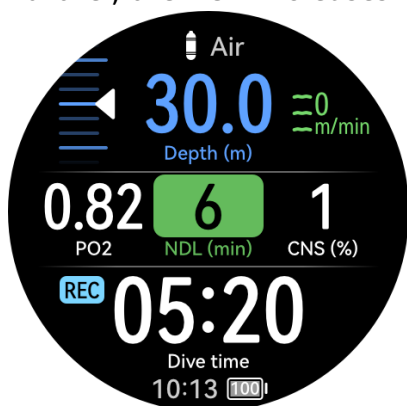 Air
30.0
0
m/min
Depth (m)
0.82 6 1
PO2 NDL (min) CNS (%)
REC 05:20
Dive time
10:13 100